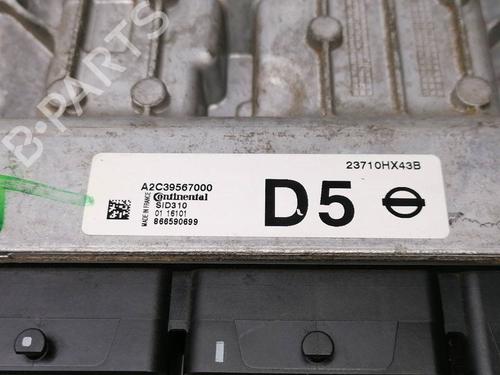 B-PARTS
23710HX43B
A2C39567000
MADE IN FRANCE
Continental
SID310
01 16101
866590699
D5